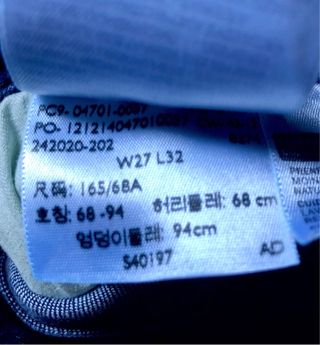 PC9- 04701-0087
PO- 121214047010037
242020-202
W27 L32
尺码: 165/68A
호칭: 68 -94 허리둘레: 68 cm
엉덩이둘레: 94cm
S40197 AD